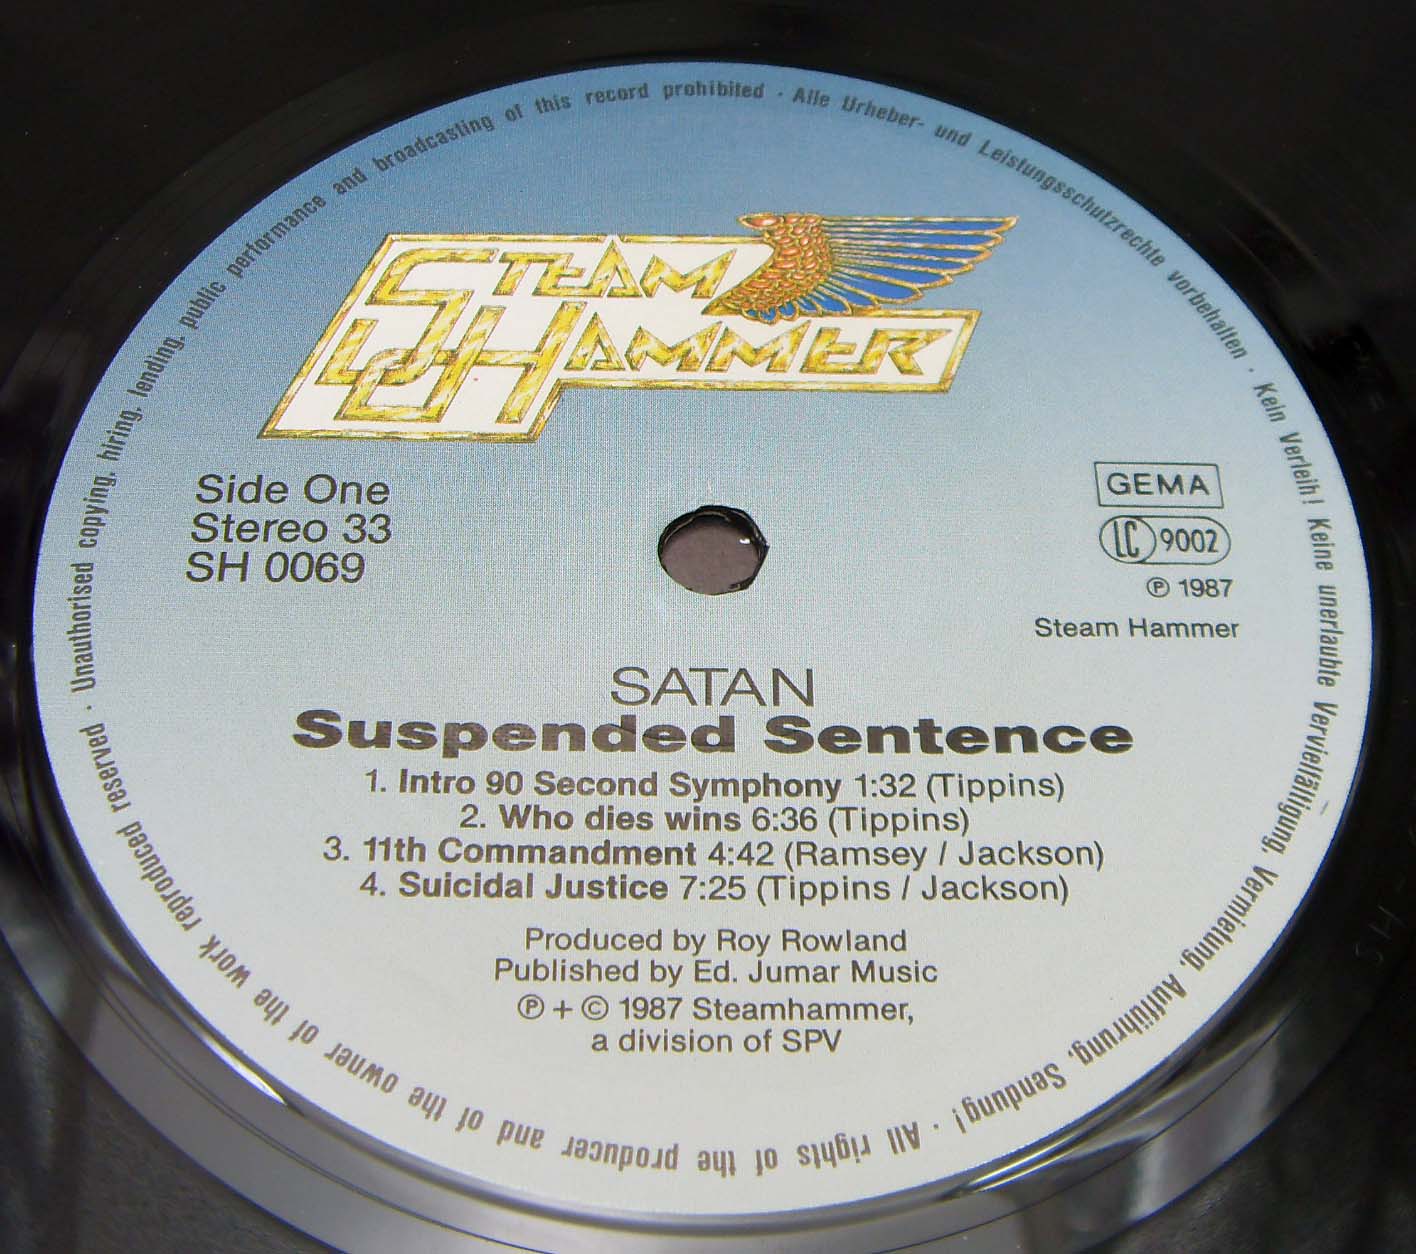 Unauthorised copying, hiring, lending, public performance and broadcasting of this record prohibited · Alle Urheber- und Leistungsschutzrechte vorbehalten · Kein Verleih! Keine unerlaubte Vervielfältigung, Vermietung, Aufführung, Sendung! · All rights of the producer and of the owner of the work reproduced reserved ·
STEAM
HAMMER
Side One
Stereo 33
SH 0069
GEMA
LC 9002
℗ 1987
Steam Hammer
SATAN
Suspended Sentence
1. Intro 90 Second Symphony 1:32 (Tippins)
2. Who dies wins 6:36 (Tippins)
3. 11th Commandment 4:42 (Ramsey / Jackson)
4. Suicidal Justice 7:25 (Tippins / Jackson)
Produced by Roy Rowland
Published by Ed. Jumar Music
℗ + © 1987 Steamhammer,
a division of SPV